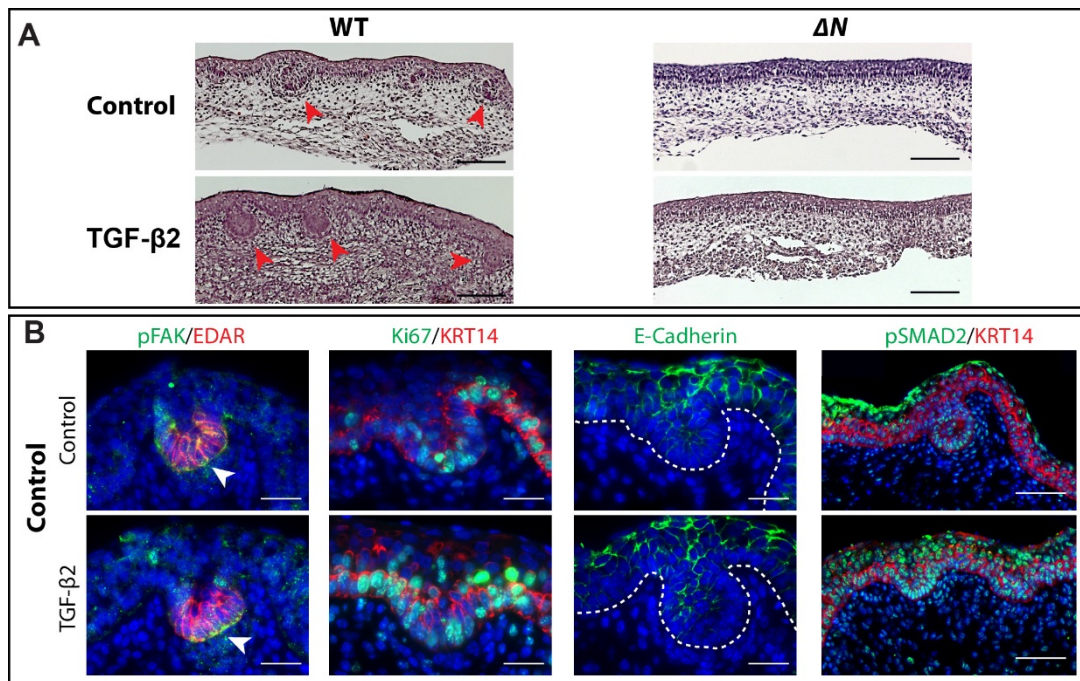 A
WT
ΔN
Control
TGF-β2
B
pFAK/EDAR
Ki67/KRT14
E-Cadherin
pSMAD2/KRT14
Control
Control
TGF-β2